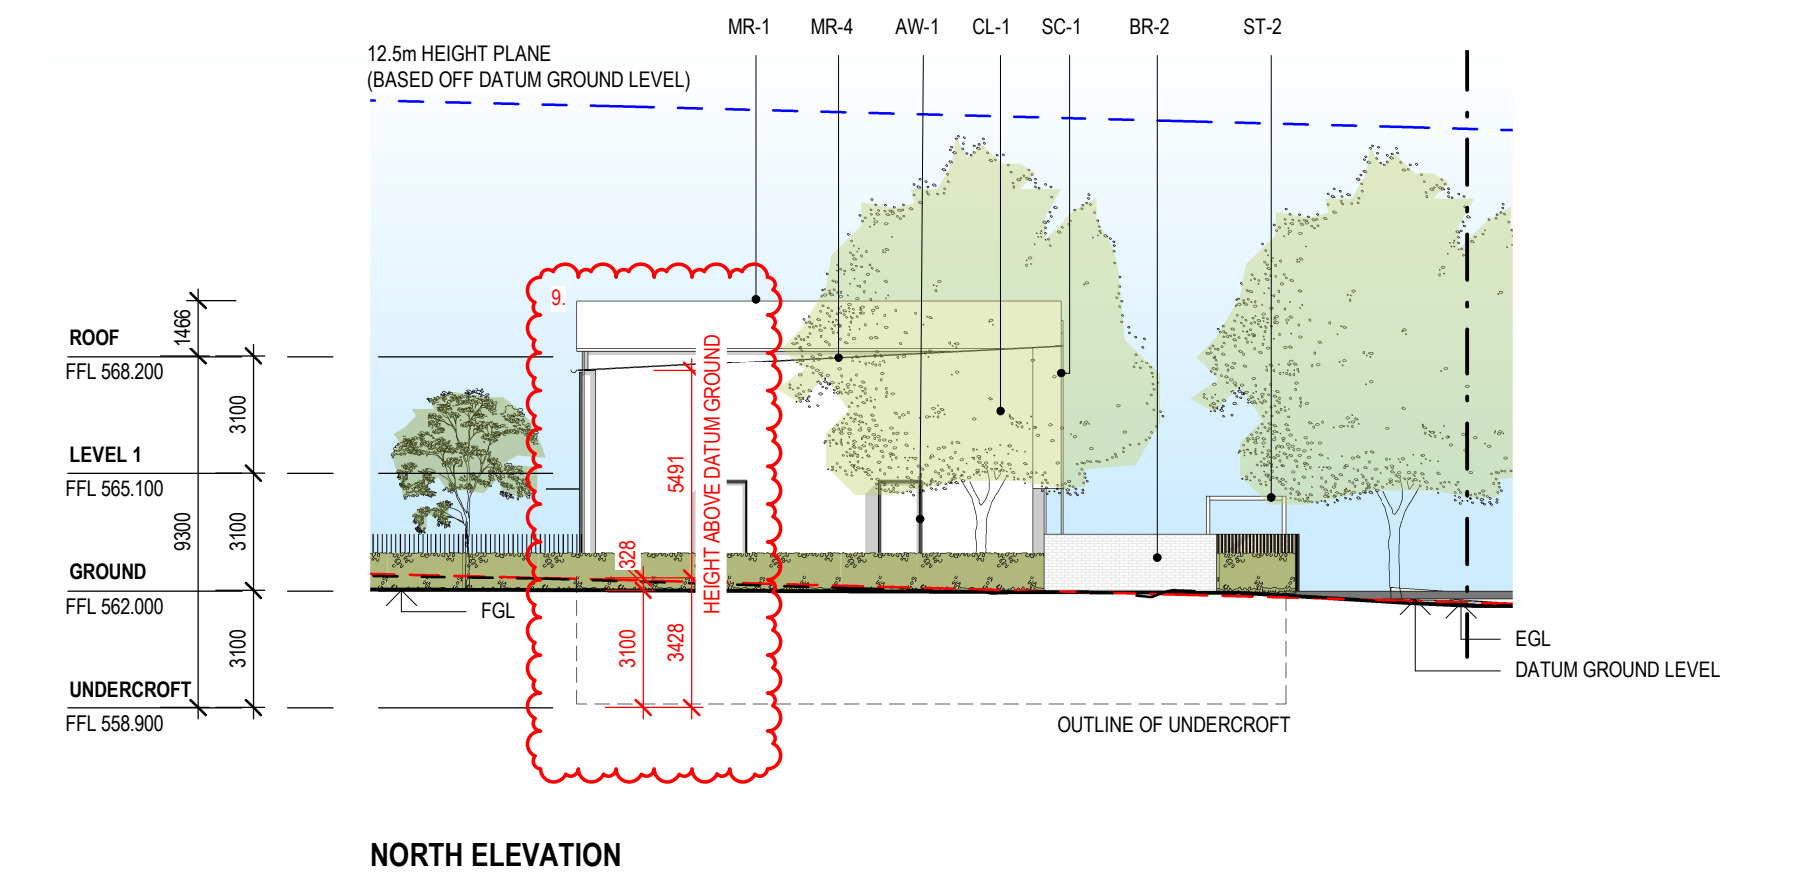 MR-1 MR-4 AW-1 CL-1 SC-1 BR-2 ST-2
12.5m HEIGHT PLANE
(BASED OFF DATUM GROUND LEVEL)
9.
1466
ROOF
FFL 568.200
3100
LEVEL 1
FFL 565.100
9300
3100
GROUND
FFL 562.000
3100
UNDERCROFT
FFL 558.900
5491
HEIGHT ABOVE DATUM GROUND
328
3100
3428
FGL
EGL
DATUM GROUND LEVEL
OUTLINE OF UNDERCROFT
NORTH ELEVATION